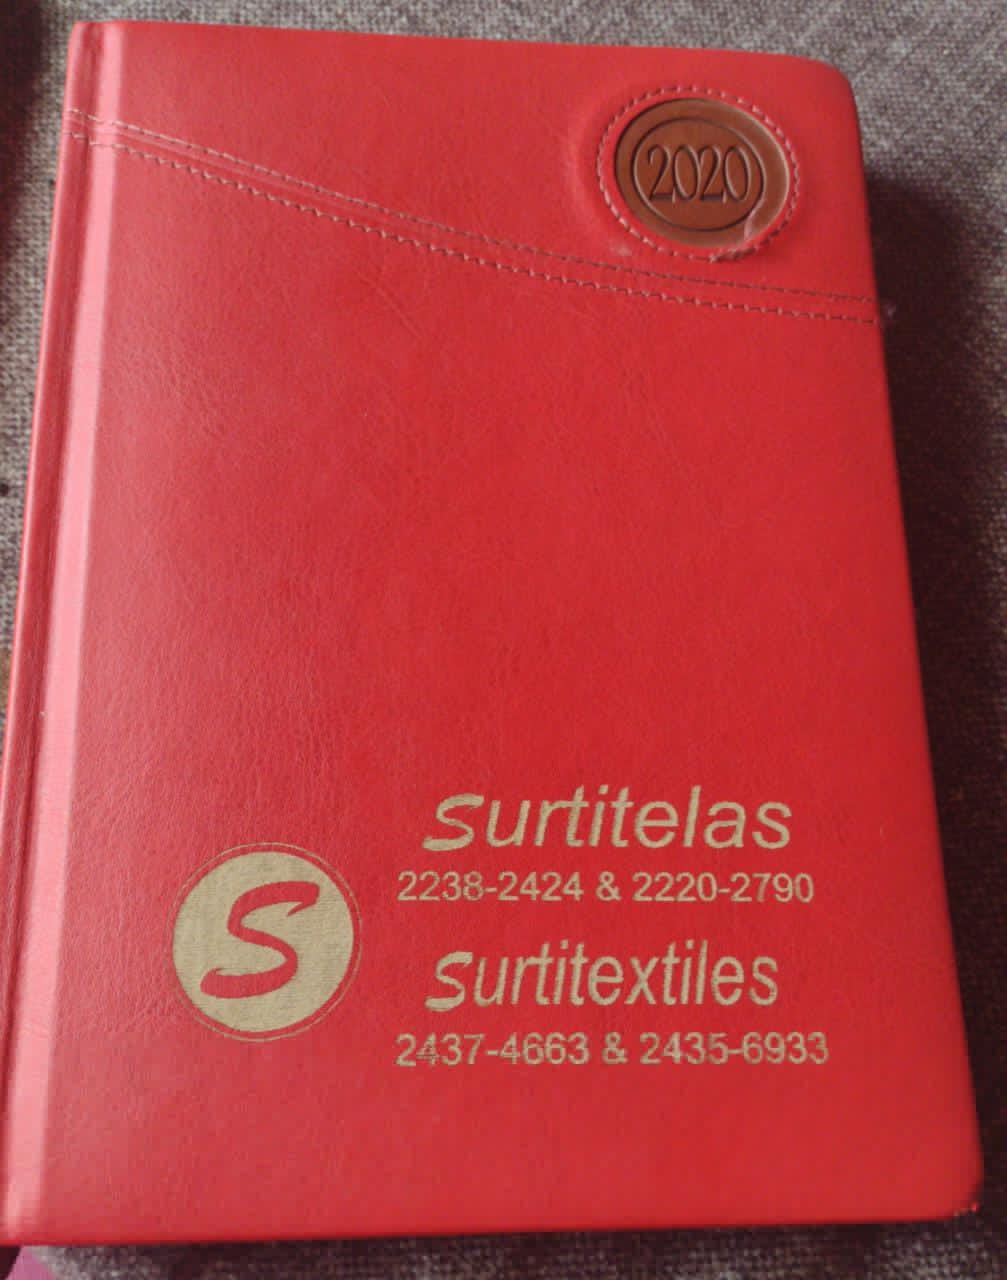 2020
Surtitelas
2238-2424 & 2220-2790
S
Surtitextiles
2437-4663 & 2435-6933